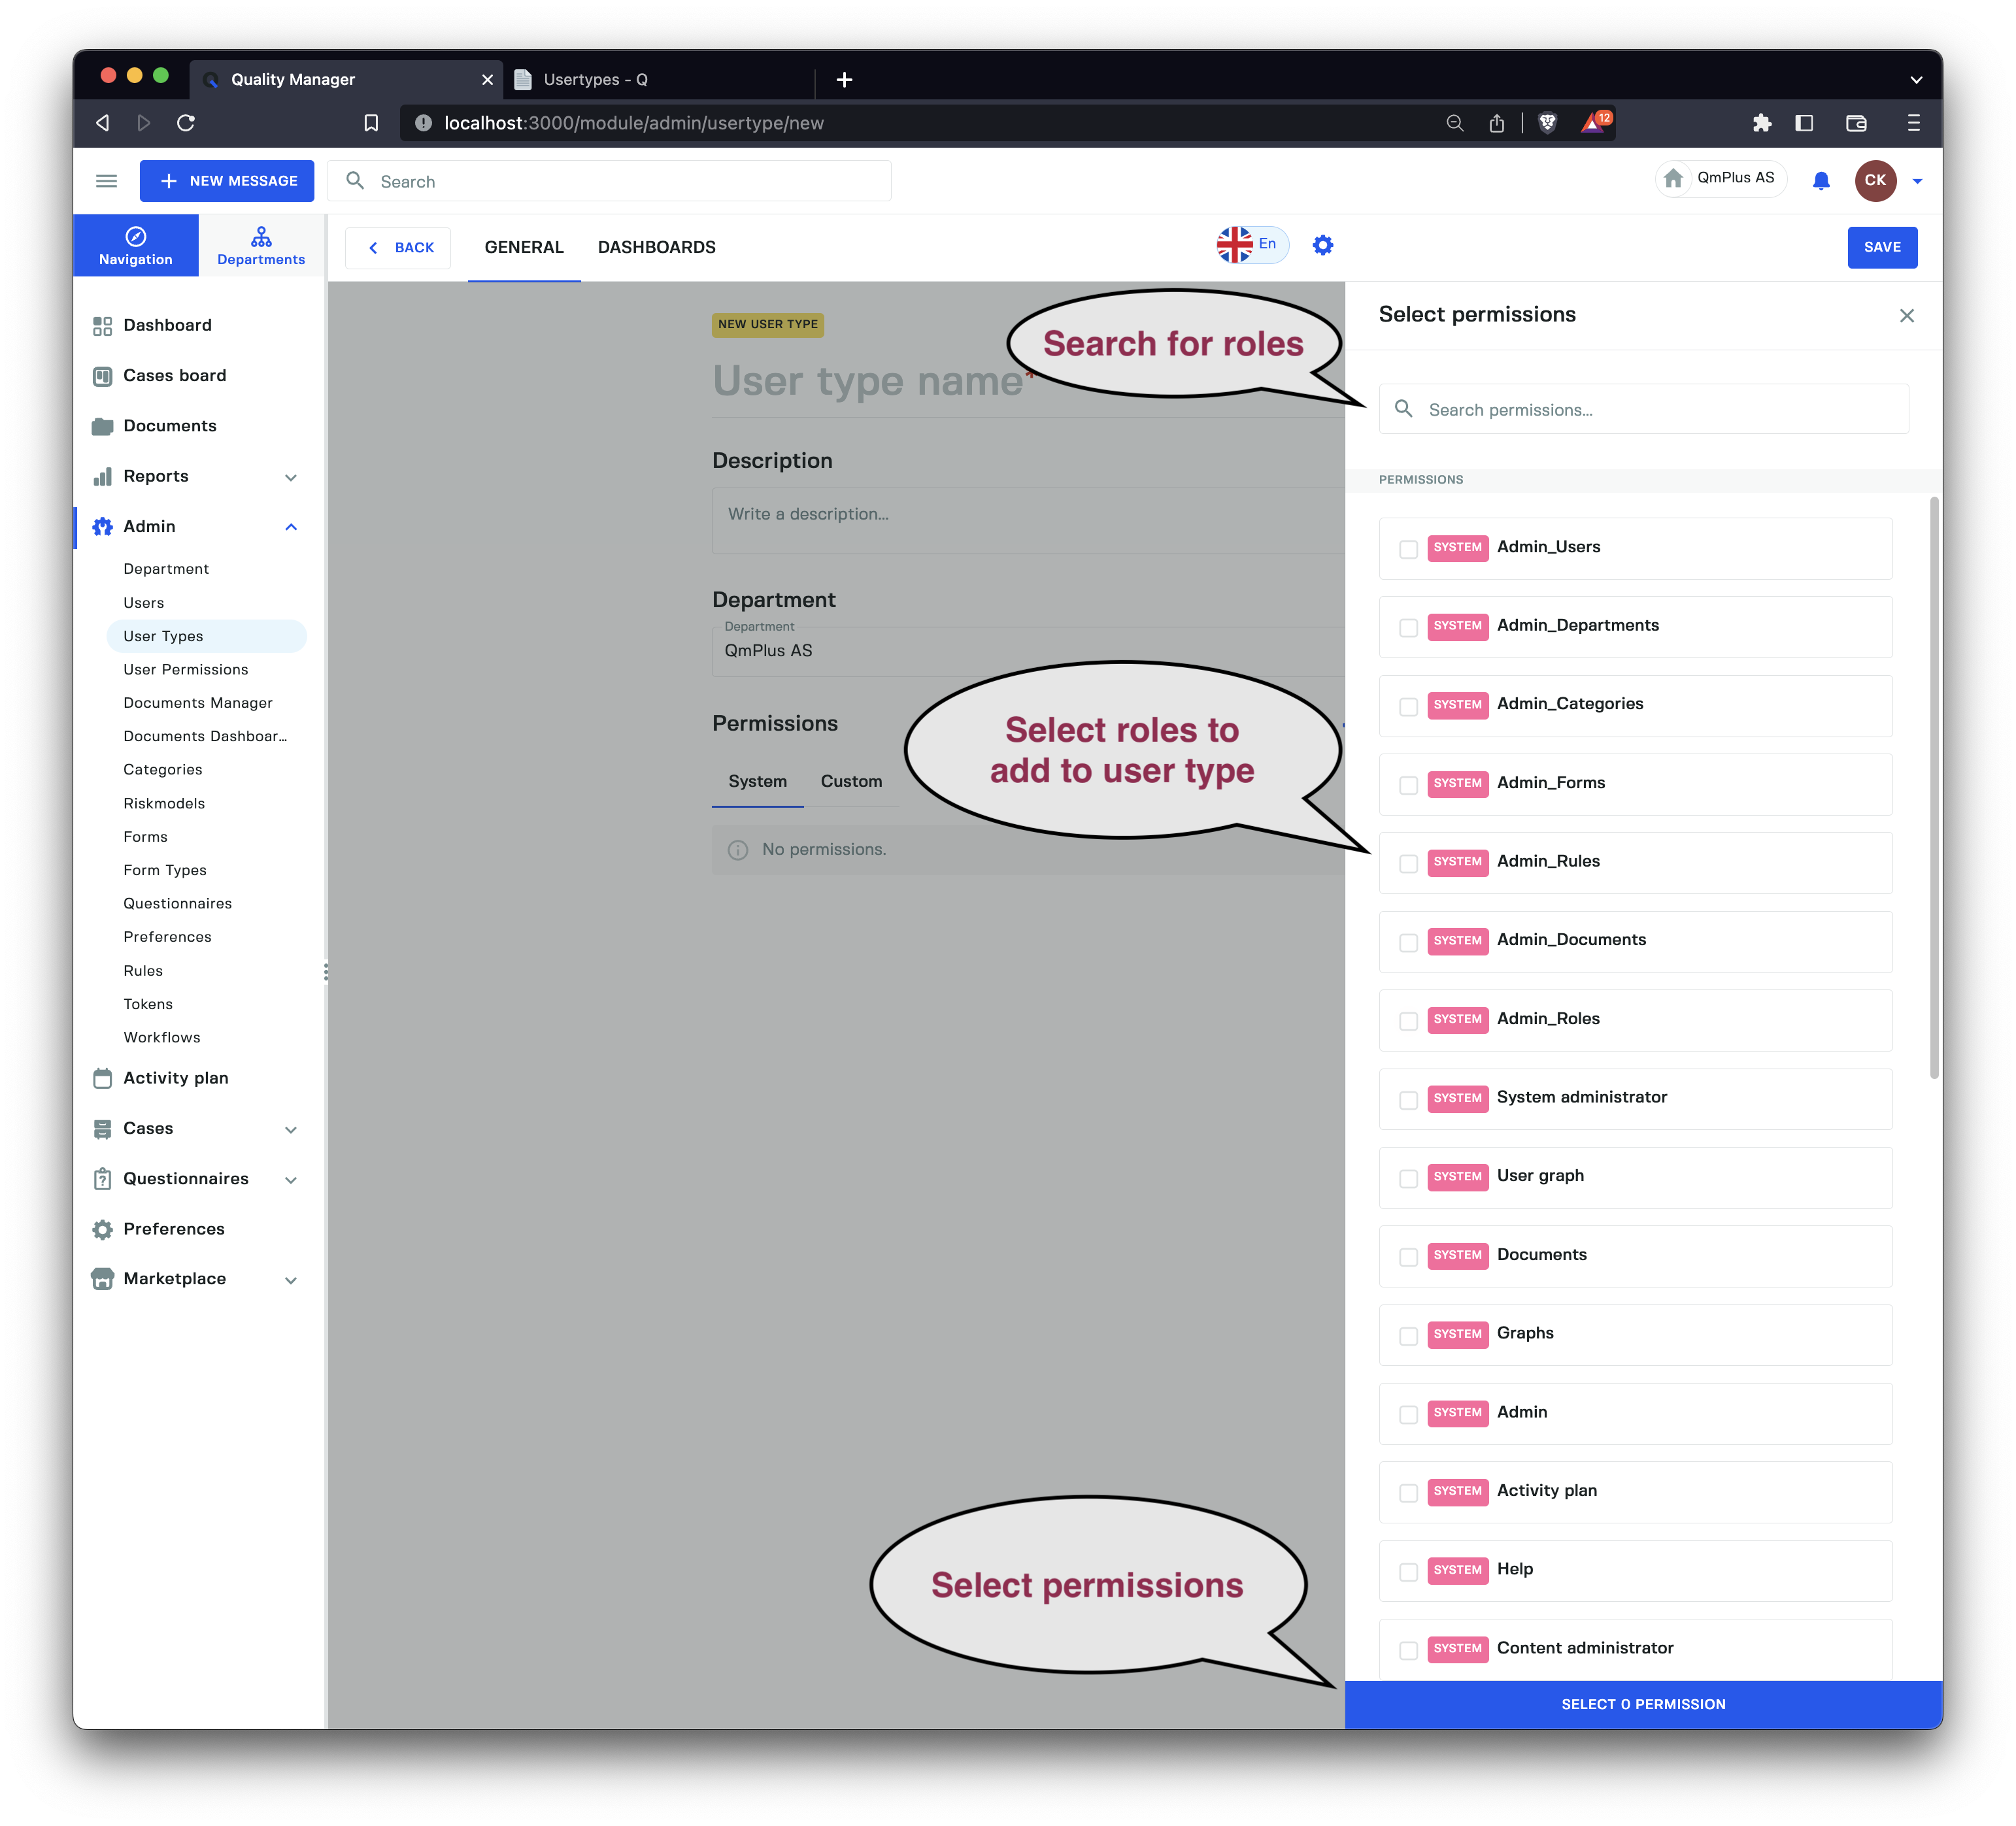 Quality Manager
Usertypes - Q
localhost:3000/module/admin/usertype/new
12
NEW MESSAGE
Search
QmPlus AS
CK
Navigation
Departments
BACK
GENERAL
DASHBOARDS
En
SAVE
Dashboard
Cases board
Documents
Reports
Admin
Department
Users
User Types
User Permissions
Documents Manager
Documents Dashboar...
Categories
Riskmodels
Forms
Form Types
Questionnaires
Preferences
Rules
Tokens
Workflows
Activity plan
Cases
Questionnaires
Preferences
Marketplace
NEW USER TYPE
User type name*
Description
Write a description...
Department
Department
QmPlus AS
Permissions
System
Custom
No permissions.
Search for roles
Select roles to
add to user type
Select permissions
Select permissions
Search permissions...
PERMISSIONS
SYSTEM Admin_Users
SYSTEM Admin_Departments
SYSTEM Admin_Categories
SYSTEM Admin_Forms
SYSTEM Admin_Rules
SYSTEM Admin_Documents
SYSTEM Admin_Roles
SYSTEM System administrator
SYSTEM User graph
SYSTEM Documents
SYSTEM Graphs
SYSTEM Admin
SYSTEM Activity plan
SYSTEM Help
SYSTEM Content administrator
SELECT 0 PERMISSION